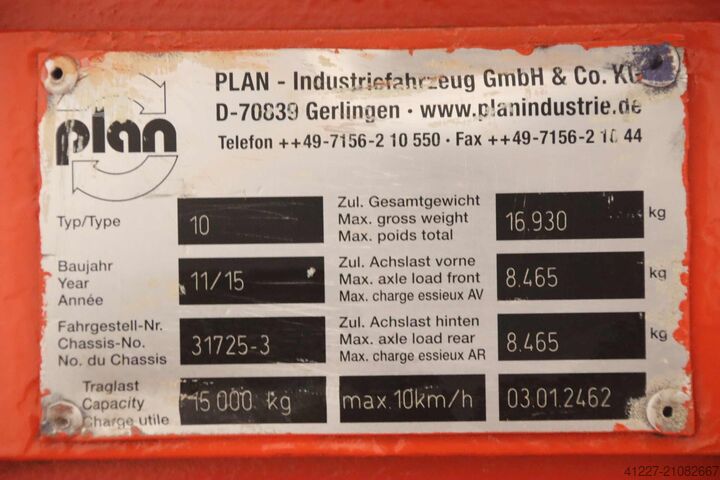 PLAN - Industriefahrzeug GmbH & Co. KG
D-70839 Gerlingen · www.planindustrie.de
Telefon ++49-7156-2 10 550 · Fax ++49-7156-2 10 44
plan
Typ/Type
10
Zul. Gesamtgewicht
Max. gross weight
Max. poids total
16.930
kg
Baujahr
Year
Année
11/15
Zul. Achslast vorne
Max. axle load front
Max. charge essieux AV
8.465
kg
Fahrgestell-Nr.
Chassis-No.
No. du Chassis
31725-3
Zul. Achslast hinten
Max. axle load rear
Max. charge essieux AR
8.465
kg
Traglast
Capacity
Charge utile
15 000 kg
max.10km/h
03.01.2462
41227-21082667